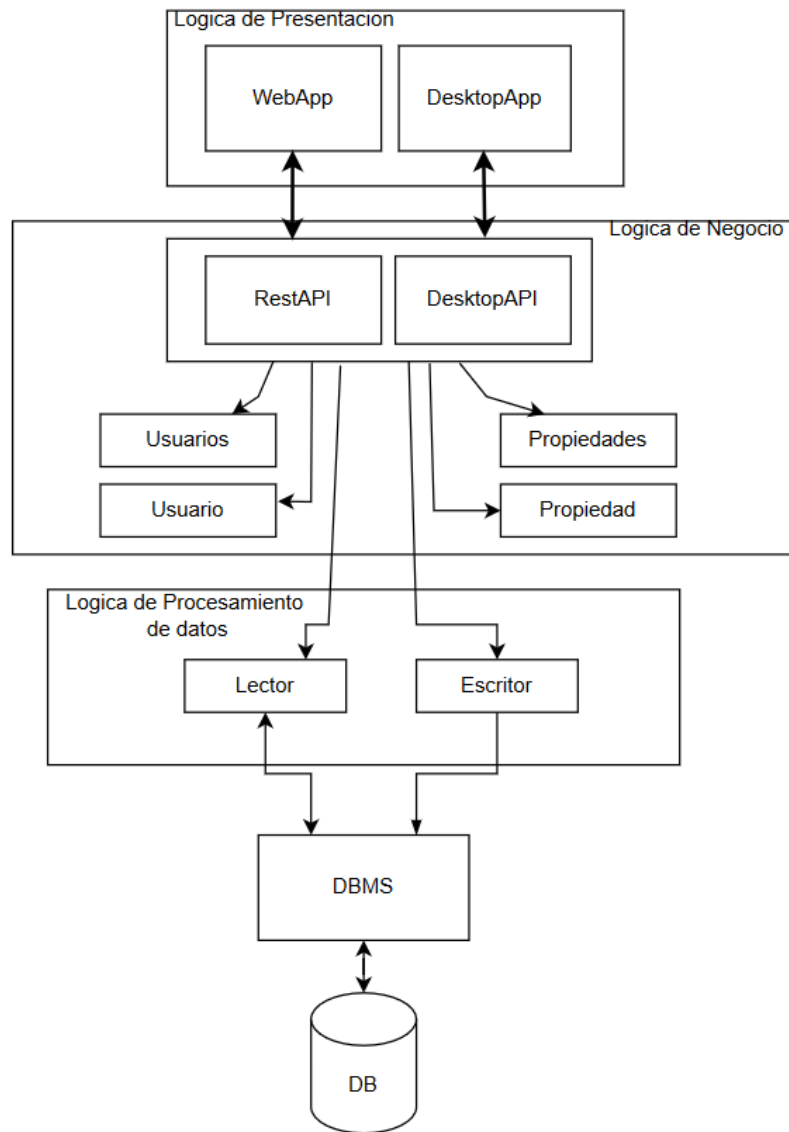 Logica de Presentacion
WebApp
DesktopApp
Logica de Negocio
RestAPI
DesktopAPI
Usuarios
Propiedades
Usuario
Propiedad
Logica de Procesamiento
de datos
Lector
Escritor
DBMS
DB